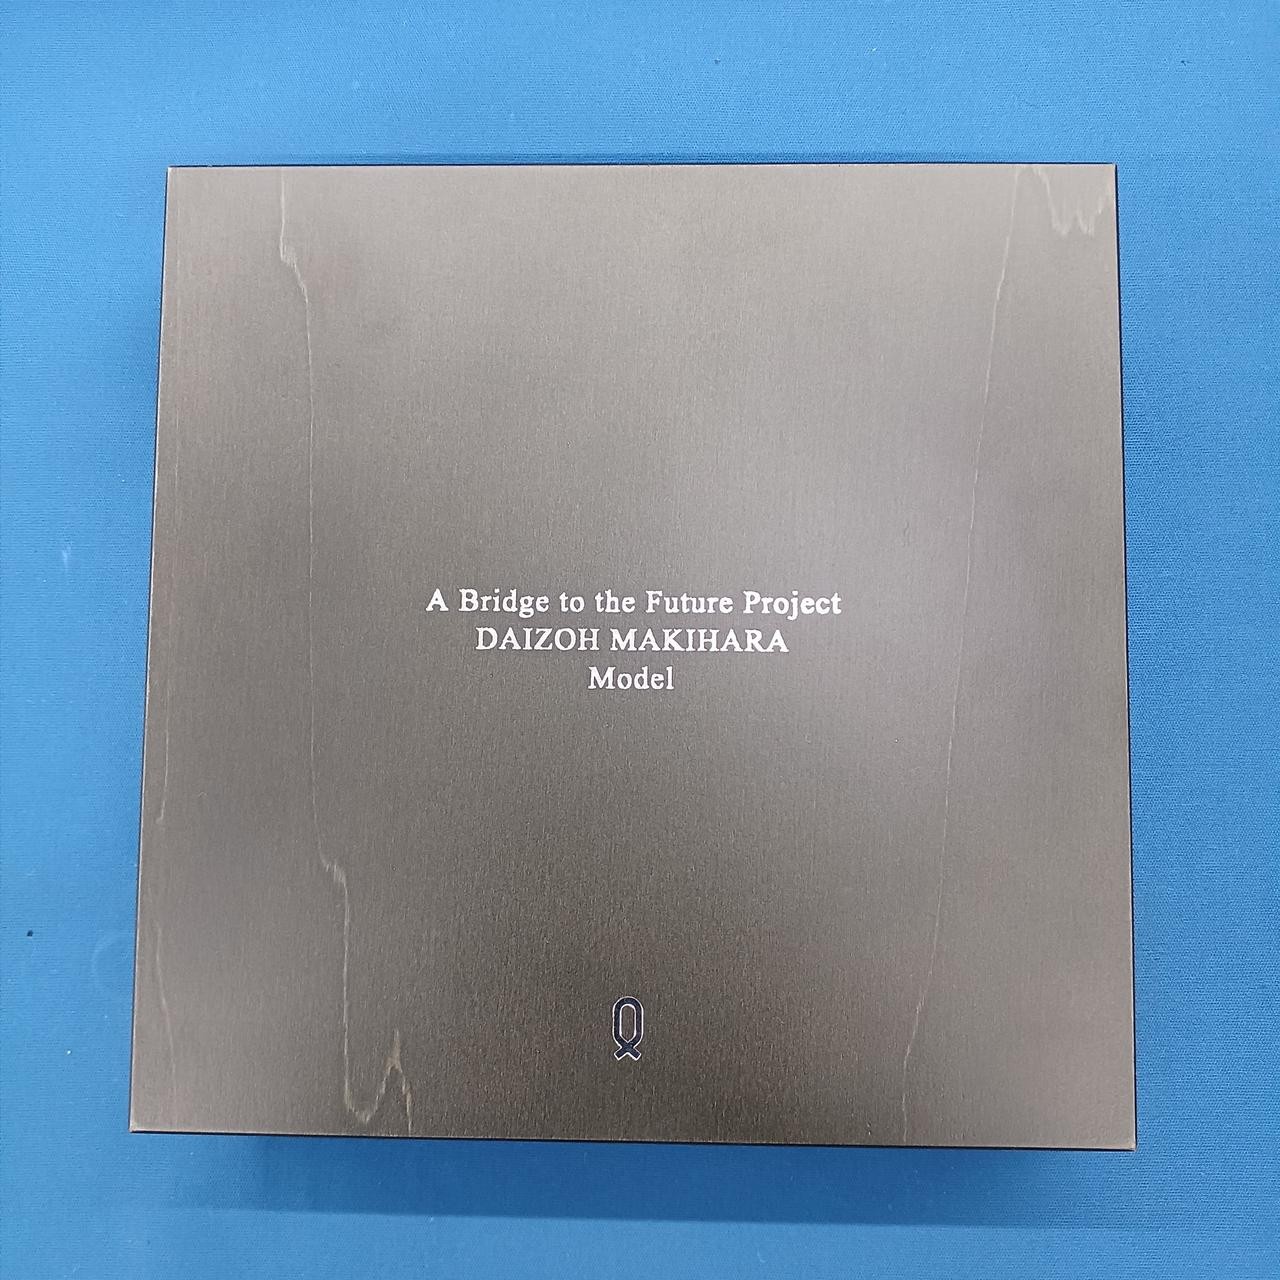 A Bridge to the Future Project
DAIZOH MAKIHARA
Model